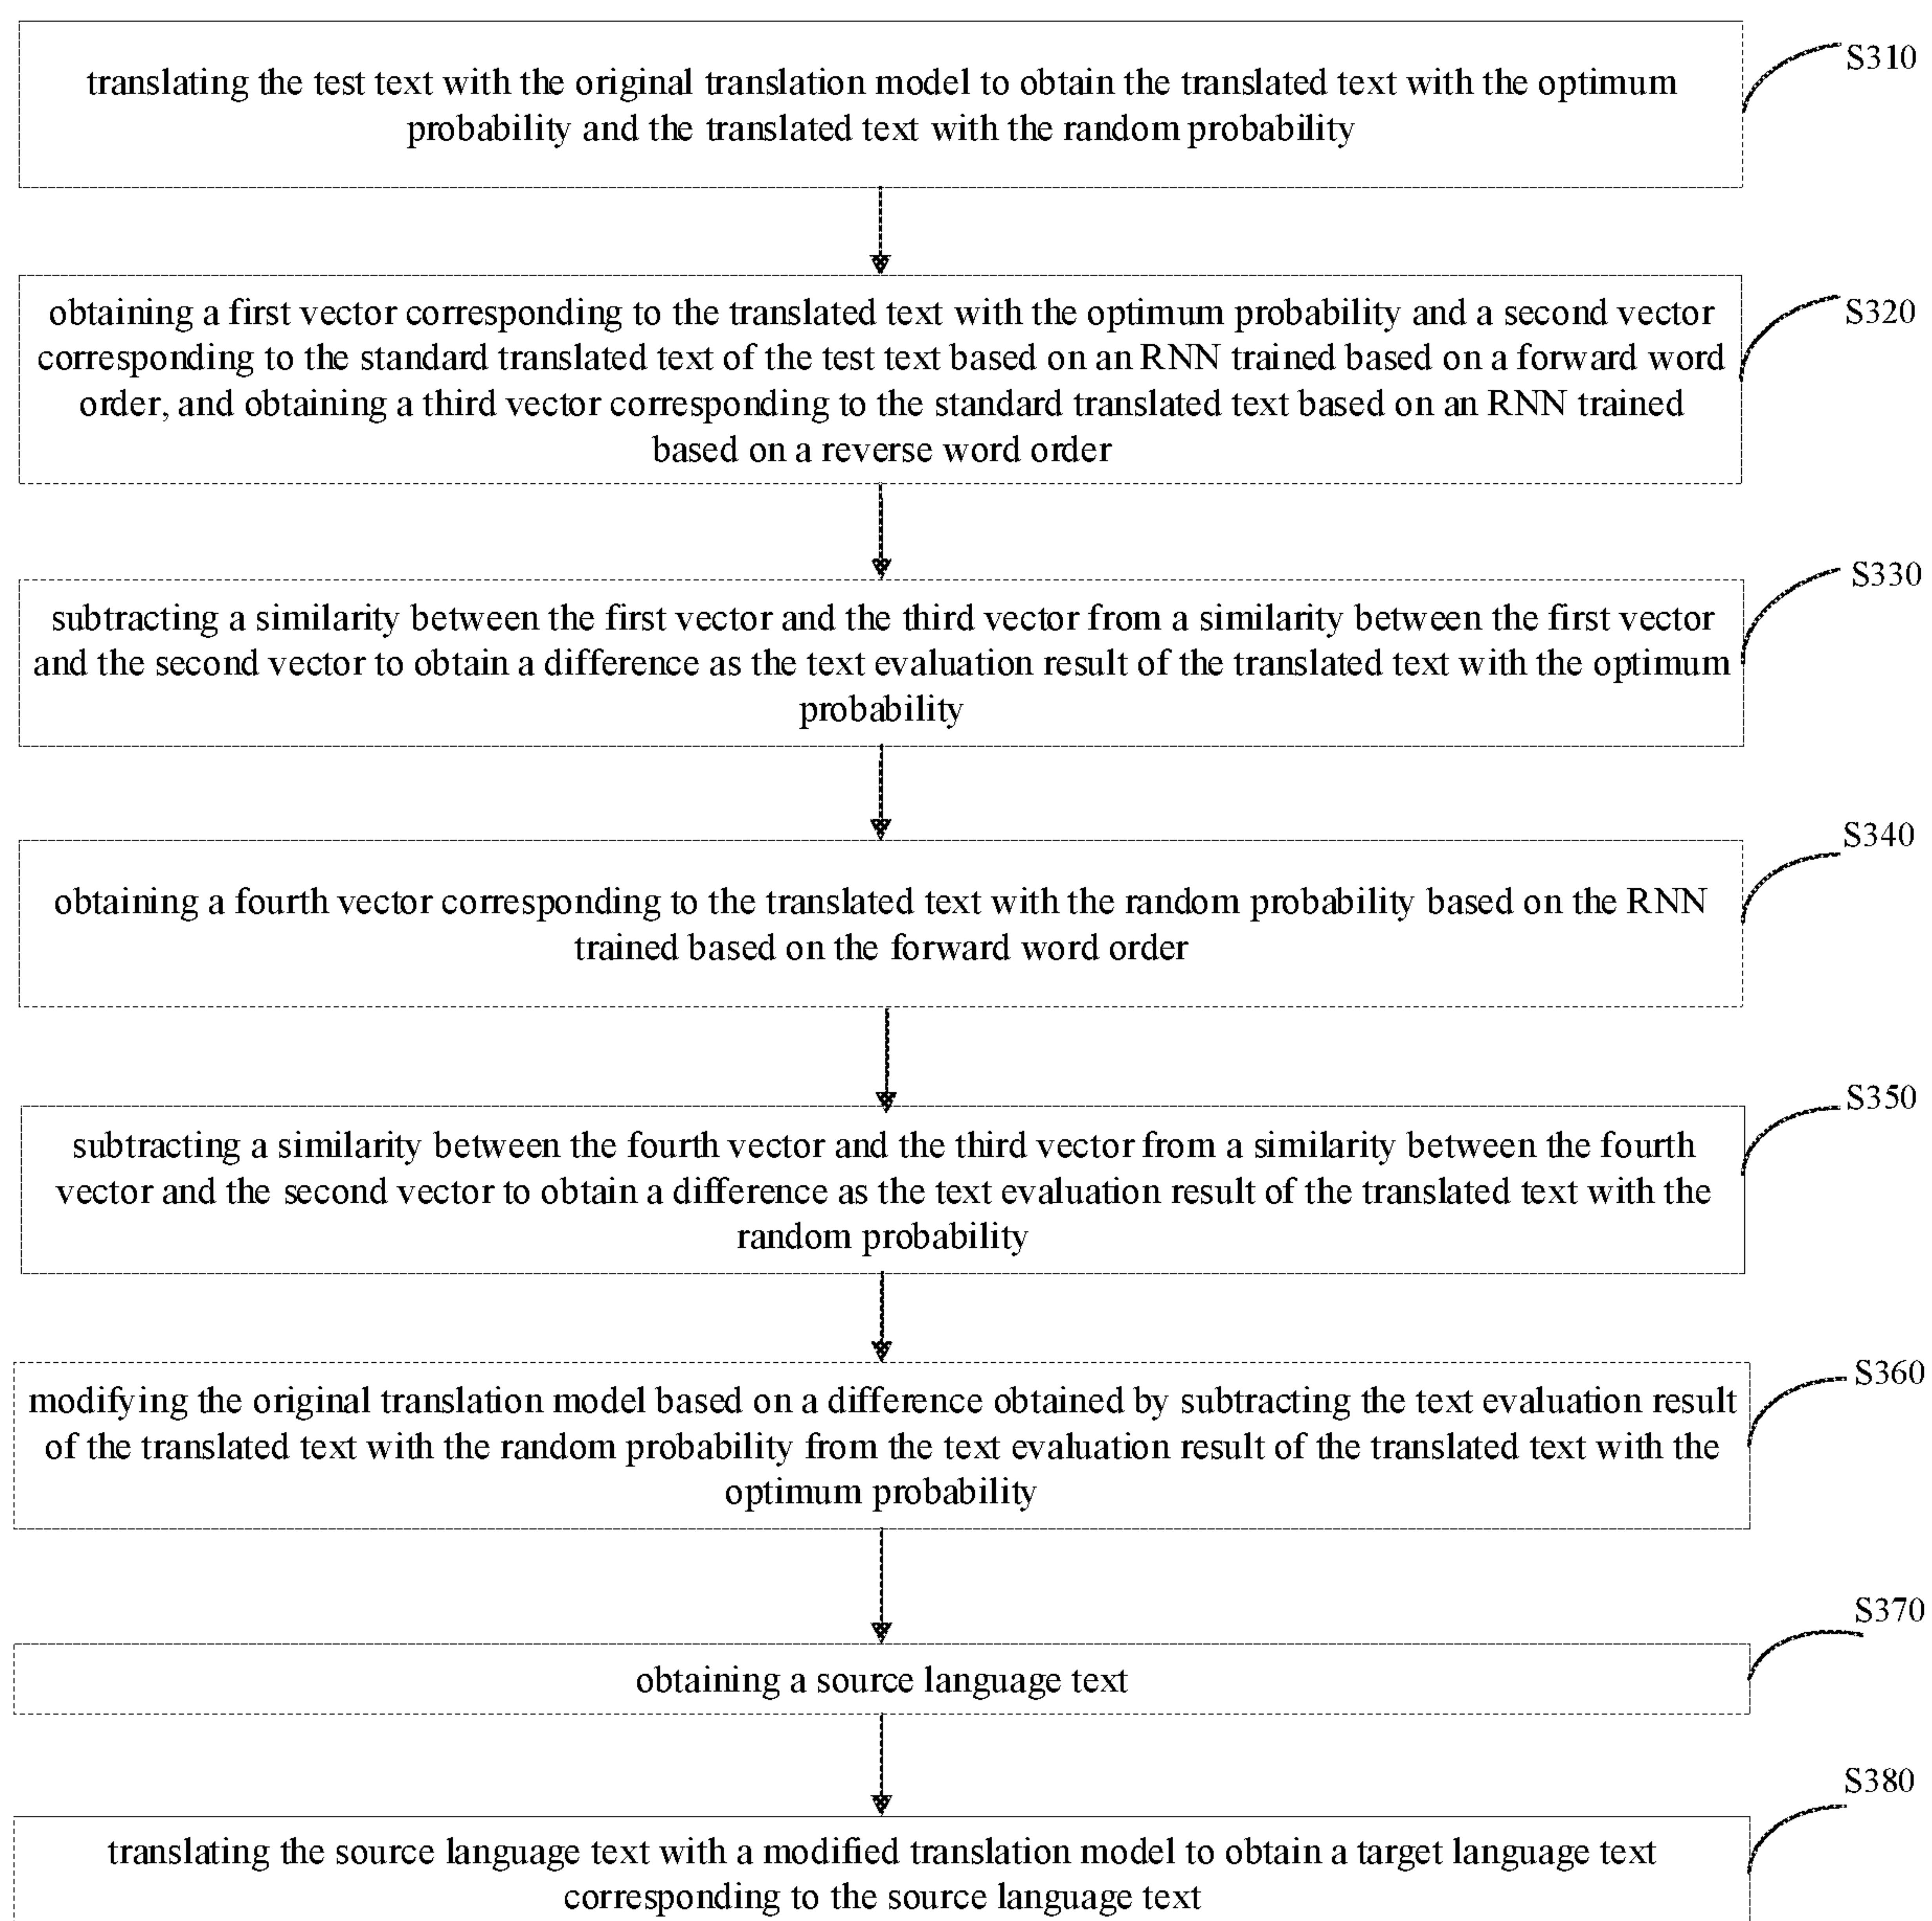 translating the test text with the original translation model to obtain the translated text with the optimum
probability and the translated text with the random probability
S310
obtaining a first vector corresponding to the translated text with the optimum probability and a second vector
corresponding to the standard translated text of the test text based on an RNN trained based on a forward word
order, and obtaining a third vector corresponding to the standard translated text based on an RNN trained
based on a reverse word order
S320
subtracting a similarity between the first vector and the third vector from a similarity between the first vector
and the second vector to obtain a difference as the text evaluation result of the translated text with the optimum
probability
S330
obtaining a fourth vector corresponding to the translated text with the random probability based on the RNN
trained based on the forward word order
S340
subtracting a similarity between the fourth vector and the third vector from a similarity between the fourth
vector and the second vector to obtain a difference as the text evaluation result of the translated text with the
random probability
S350
modifying the original translation model based on a difference obtained by subtracting the text evaluation result
of the translated text with the random probability from the text evaluation result of the translated text with the
optimum probability
S360
obtaining a source language text
S370
translating the source language text with a modified translation model to obtain a target language text
corresponding to the source language text
S380